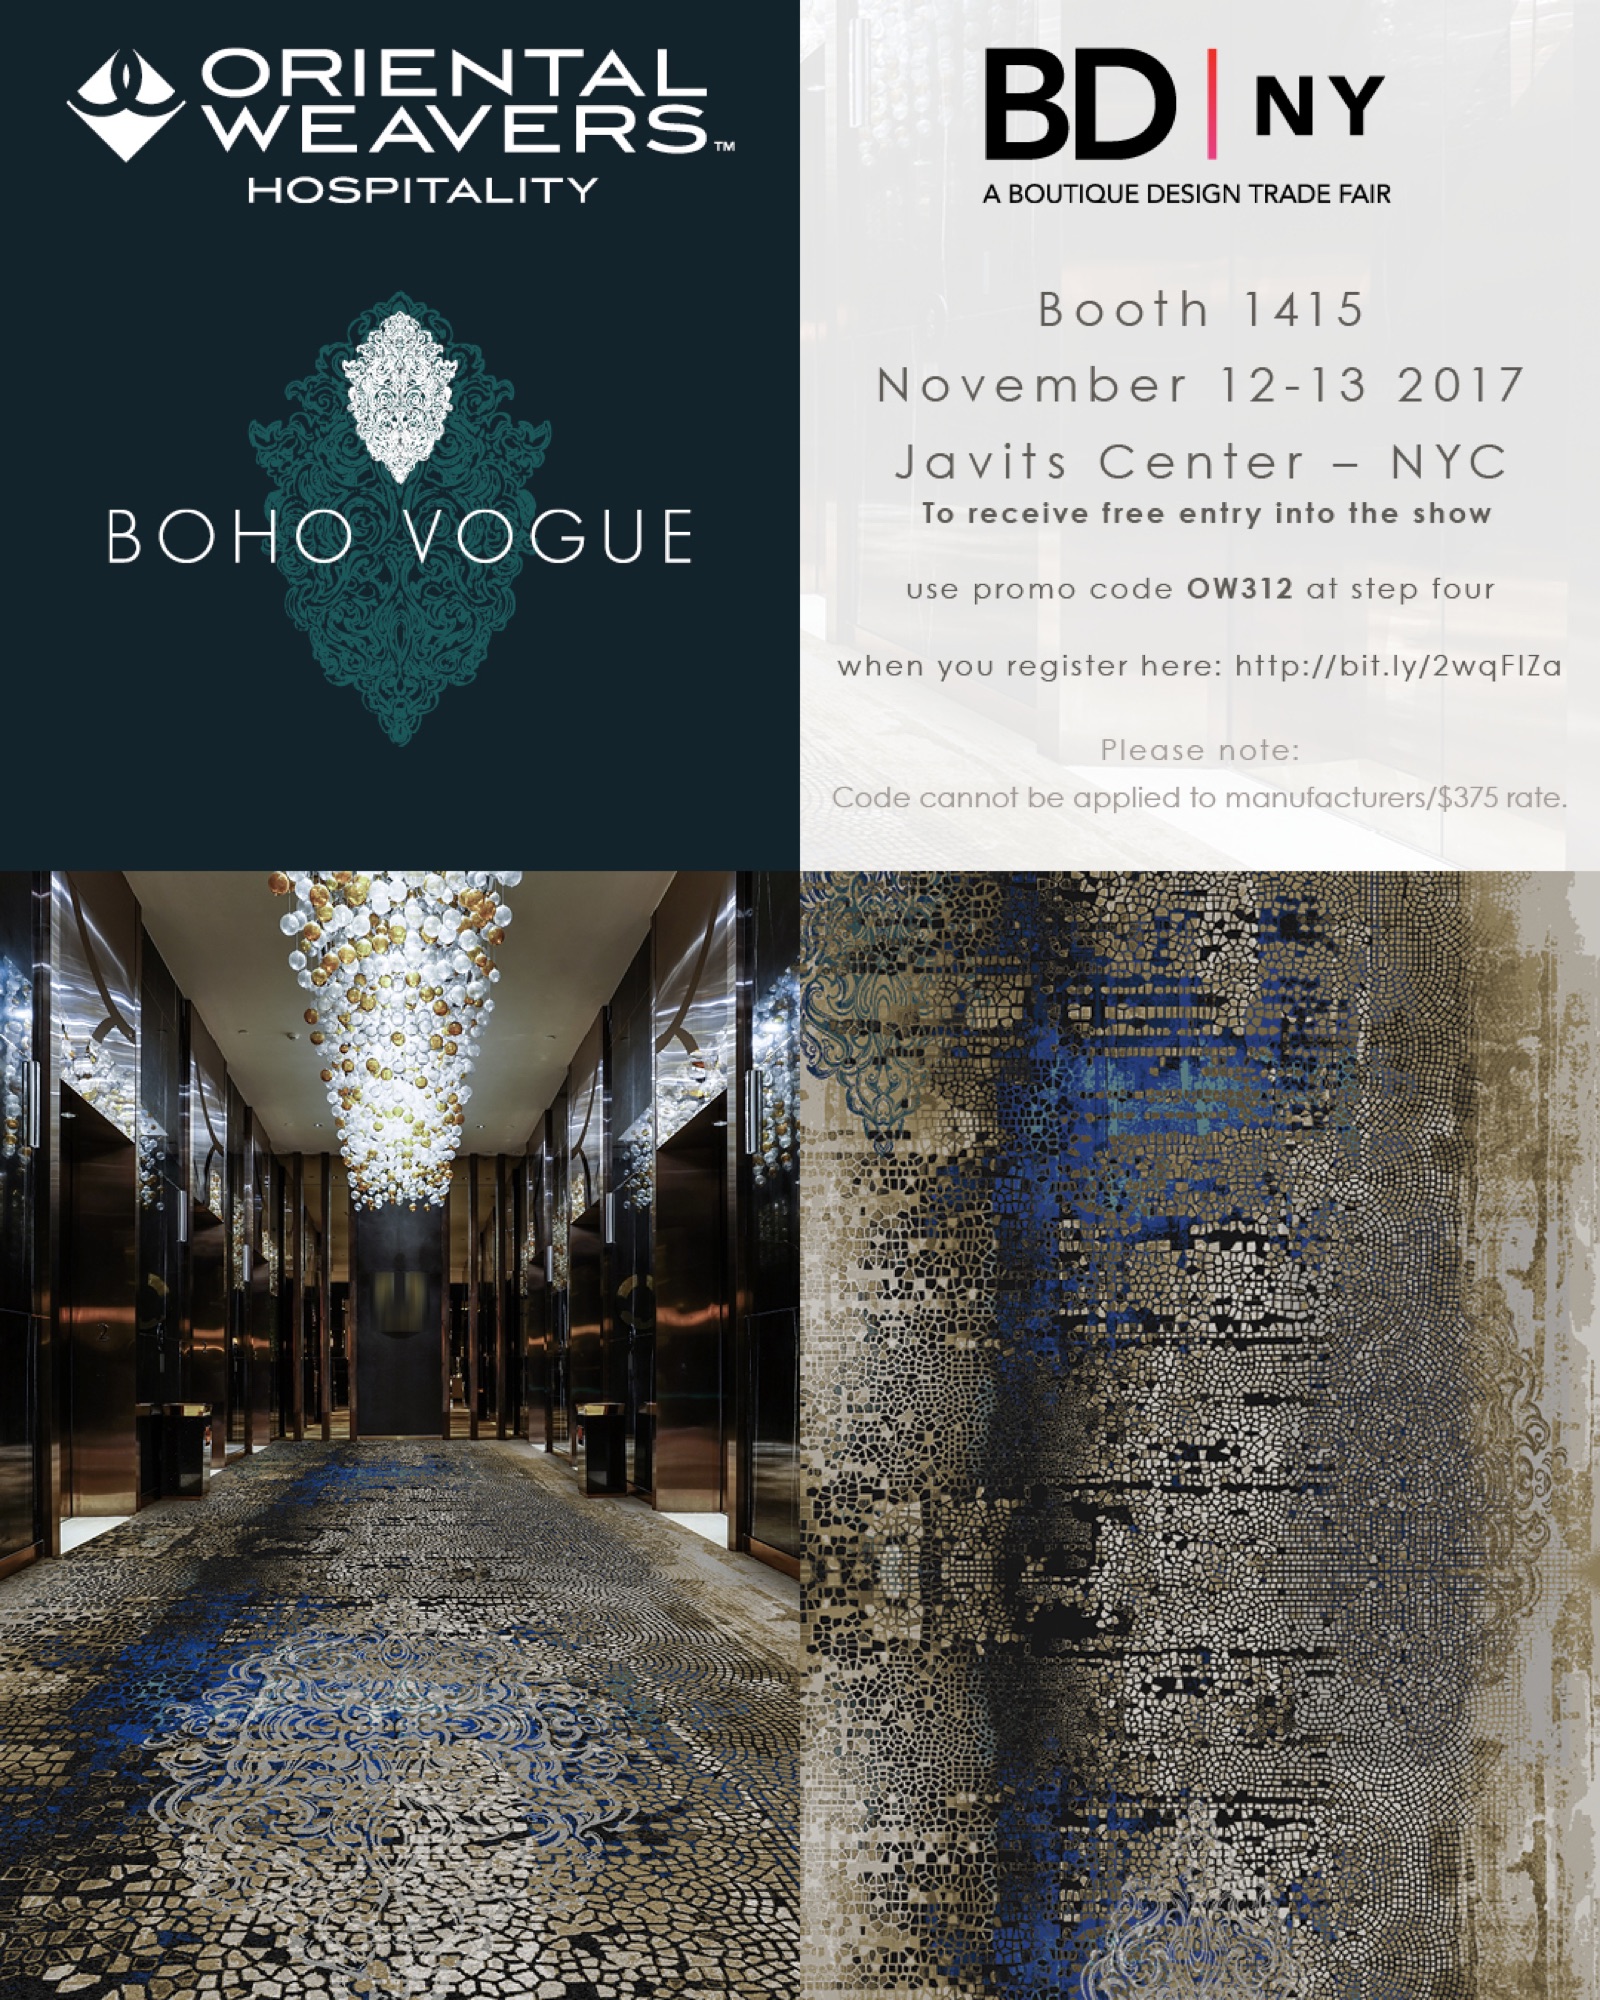 ORIENTAL
WEAVERS™
HOSPITALITY
BOHO VOGUE
BD | NY
A BOUTIQUE DESIGN TRADE FAIR
Booth 1415
November 12-13 2017
Javits Center – NYC
To receive free entry into the show
use promo code OW312 at step four
when you register here: http://bit.ly/2wqFIZa
Please note:
Code cannot be applied to manufacturers/$375 rate.
2